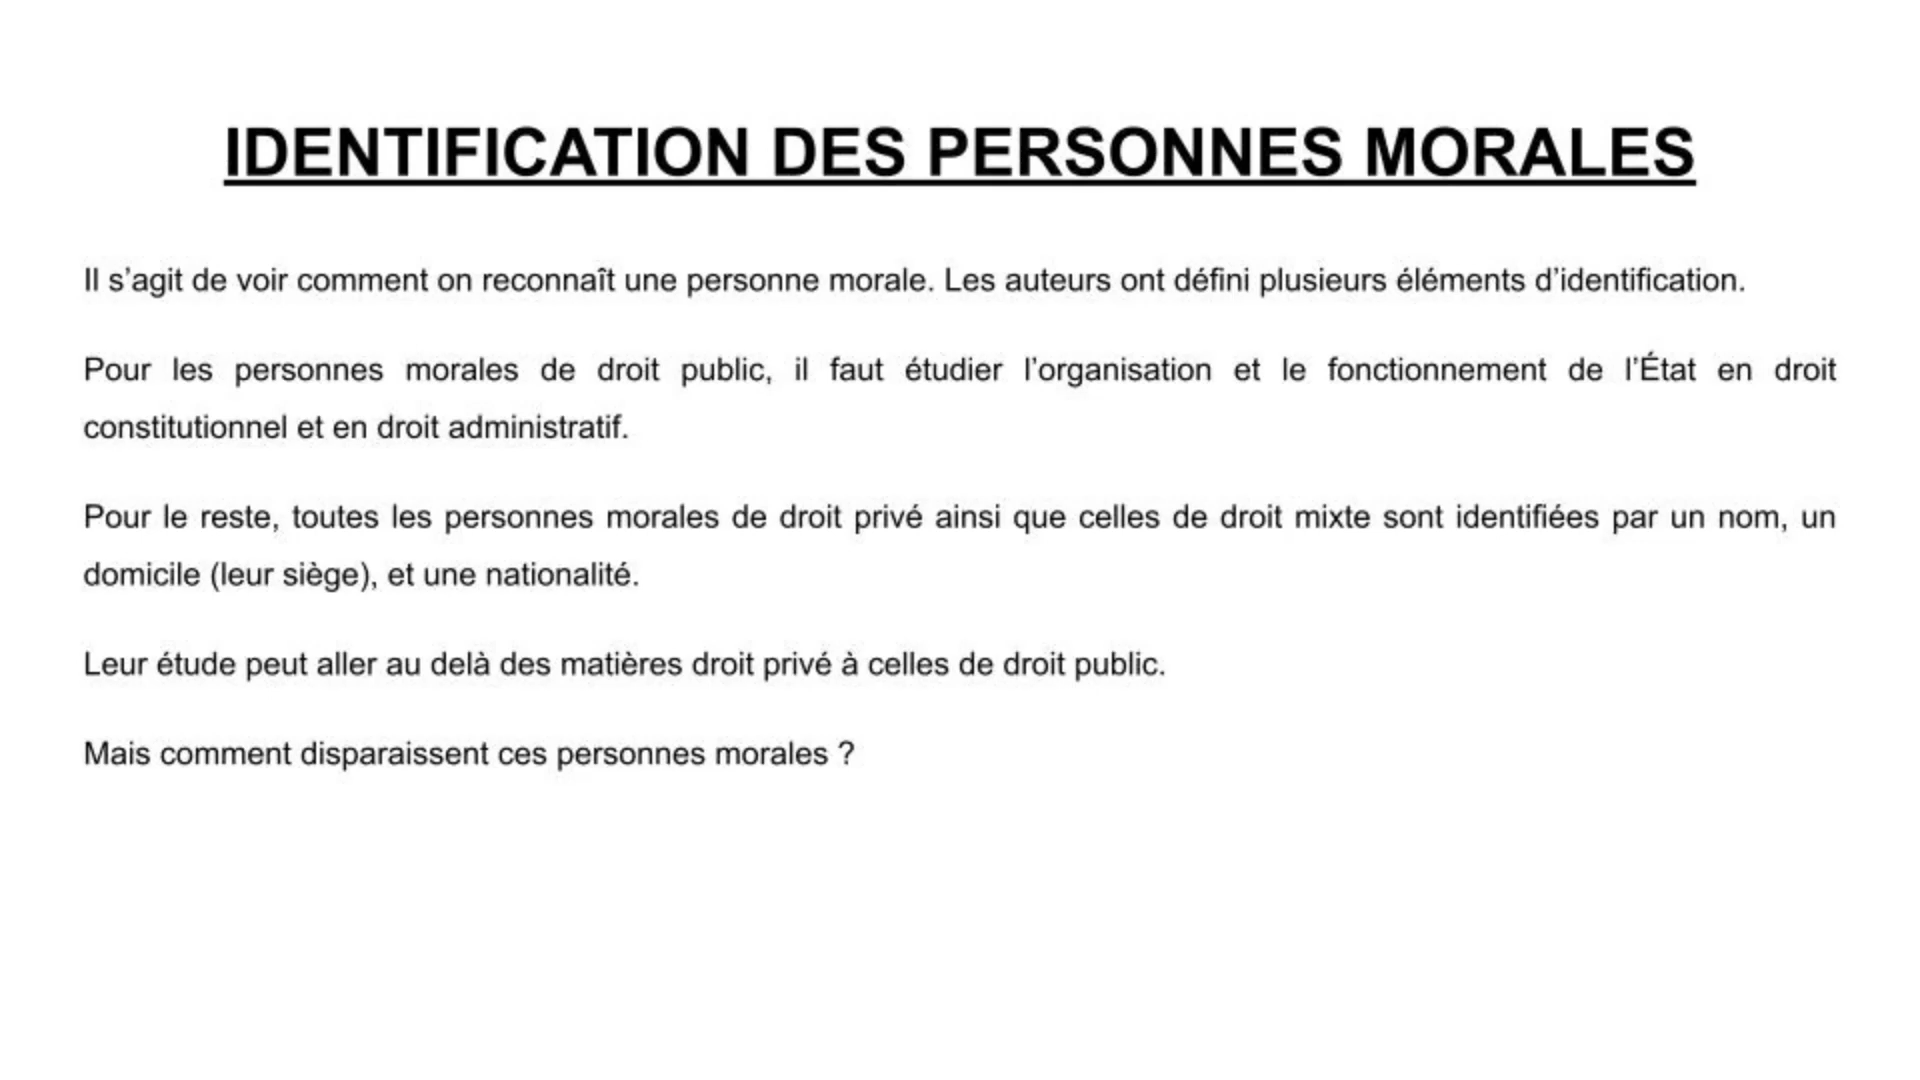 IDENTIFICATION DES PERSONNES MORALES
Il s’agit de voir comment on reconnaît une personne morale. Les auteurs ont défini plusieurs éléments d’identification.
Pour les personnes morales de droit public, il faut étudier l’organisation et le fonctionnement de l’État en droit
constitutionnel et en droit administratif.
Pour le reste, toutes les personnes morales de droit privé ainsi que celles de droit mixte sont identifiées par un nom, un
domicile (leur siège), et une nationalité.
Leur étude peut aller au delà des matières droit privé à celles de droit public.
Mais comment disparaissent ces personnes morales ?